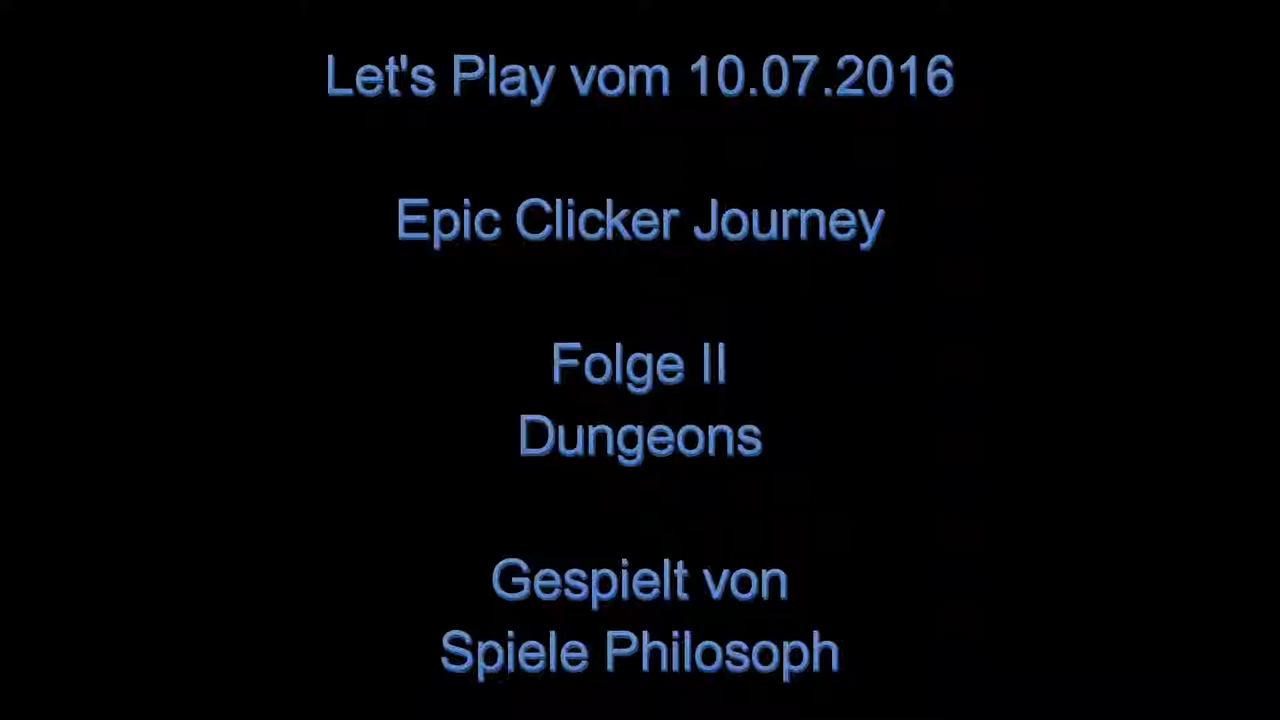 Let's Play vom 10.07.2016
Epic Clicker Journey
Folge II
Dungeons
Gespielt von
Spiele Philosoph